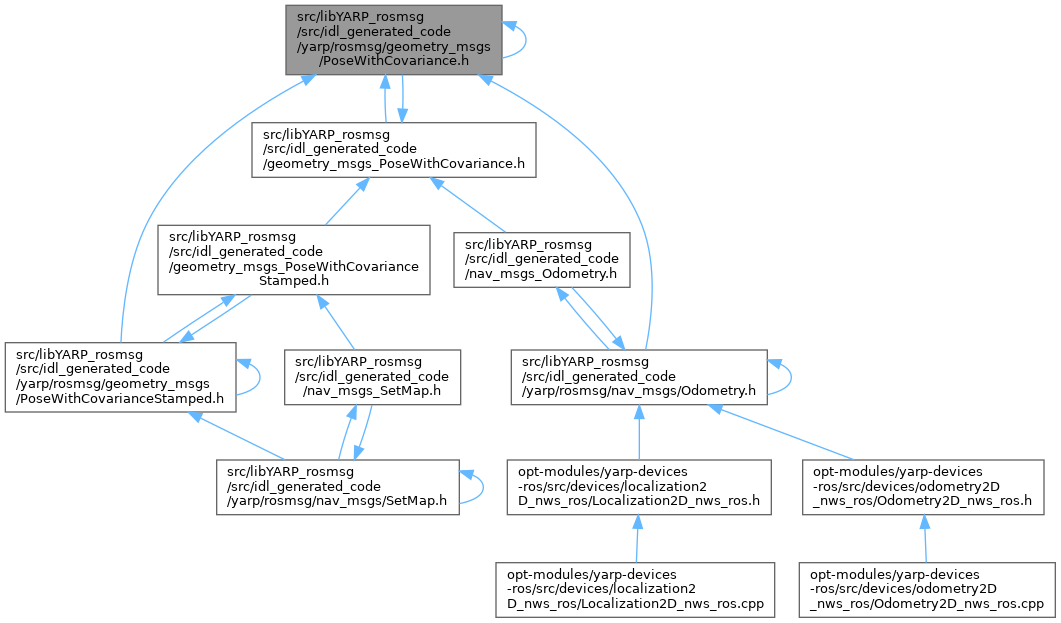 src/libYARP_rosmsg
/src/idl_generated_code
/yarp/rosmsg/geometry_msgs
/PoseWithCovariance.h
src/libYARP_rosmsg
/src/idl_generated_code
/geometry_msgs_PoseWithCovariance.h
src/libYARP_rosmsg
/src/idl_generated_code
/geometry_msgs_PoseWithCovariance
Stamped.h
src/libYARP_rosmsg
/src/idl_generated_code
/nav_msgs_Odometry.h
src/libYARP_rosmsg
/src/idl_generated_code
/yarp/rosmsg/geometry_msgs
/PoseWithCovarianceStamped.h
src/libYARP_rosmsg
/src/idl_generated_code
/nav_msgs_SetMap.h
src/libYARP_rosmsg
/src/idl_generated_code
/yarp/rosmsg/nav_msgs/Odometry.h
src/libYARP_rosmsg
/src/idl_generated_code
/yarp/rosmsg/nav_msgs/SetMap.h
opt-modules/yarp-devices
-ros/src/devices/localization2
D_nws_ros/Localization2D_nws_ros.h
opt-modules/yarp-devices
-ros/src/devices/odometry2D
_nws_ros/Odometry2D_nws_ros.h
opt-modules/yarp-devices
-ros/src/devices/localization2
D_nws_ros/Localization2D_nws_ros.cpp
opt-modules/yarp-devices
-ros/src/devices/odometry2D
_nws_ros/Odometry2D_nws_ros.cpp